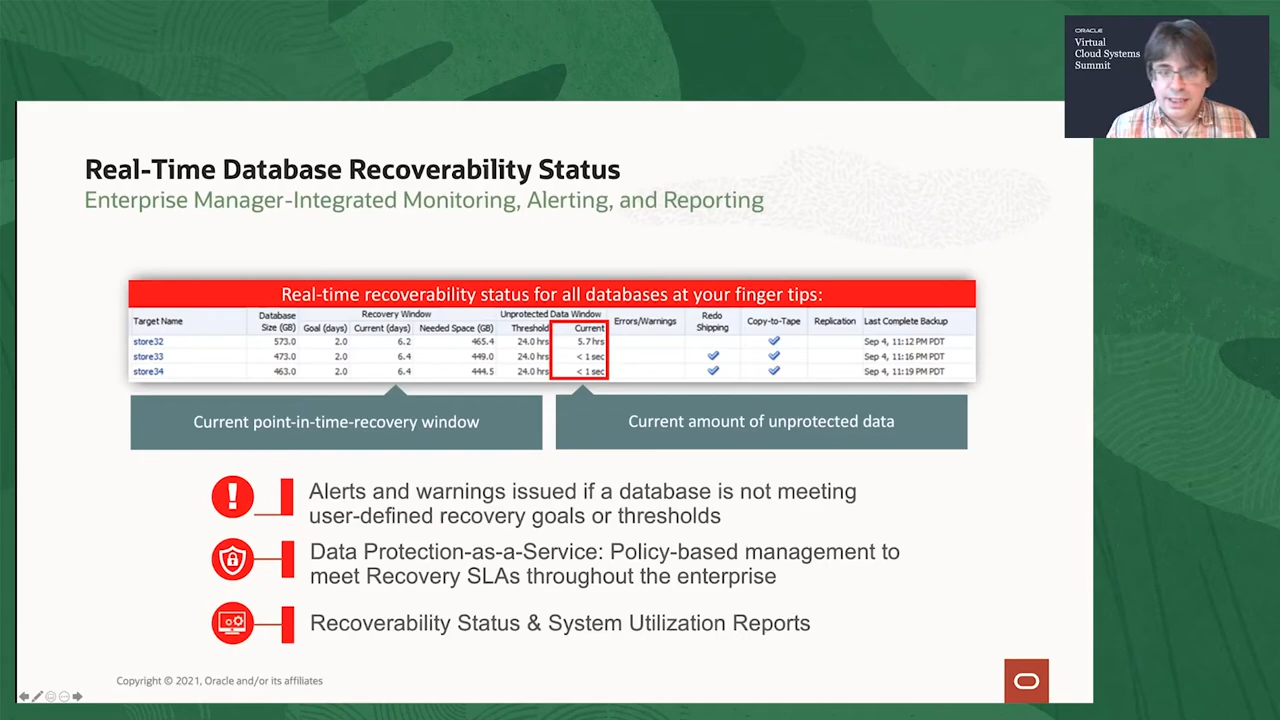 ORACLE
Virtual
Cloud Systems
Summit
Real-Time Database Recoverability Status
Enterprise Manager-Integrated Monitoring, Alerting, and Reporting
Real-time recoverability status for all databases at your finger tips:
Target Name Database Size (GB) Recovery Window Goal (days) Current (days) Needed Space (GB) Unprotected Data Window Threshold Current Errors/Warnings Redo Shipping Copy-to-Tape Replication Last Complete Backup
store32 573.0 2.0 6.2 465.4 24.0 hrs 5.7 hrs Sep 4, 11:12 PM PDT
store33 473.0 2.0 6.4 449.0 24.0 hrs < 1 sec Sep 4, 11:16 PM PDT
store34 463.0 2.0 6.4 444.5 24.0 hrs < 1 sec Sep 4, 11:19 PM PDT
Current point-in-time-recovery window
Current amount of unprotected data
Alerts and warnings issued if a database is not meeting
user-defined recovery goals or thresholds
Data Protection-as-a-Service: Policy-based management to
meet Recovery SLAs throughout the enterprise
Recoverability Status & System Utilization Reports
Copyright © 2021, Oracle and/or its affiliates